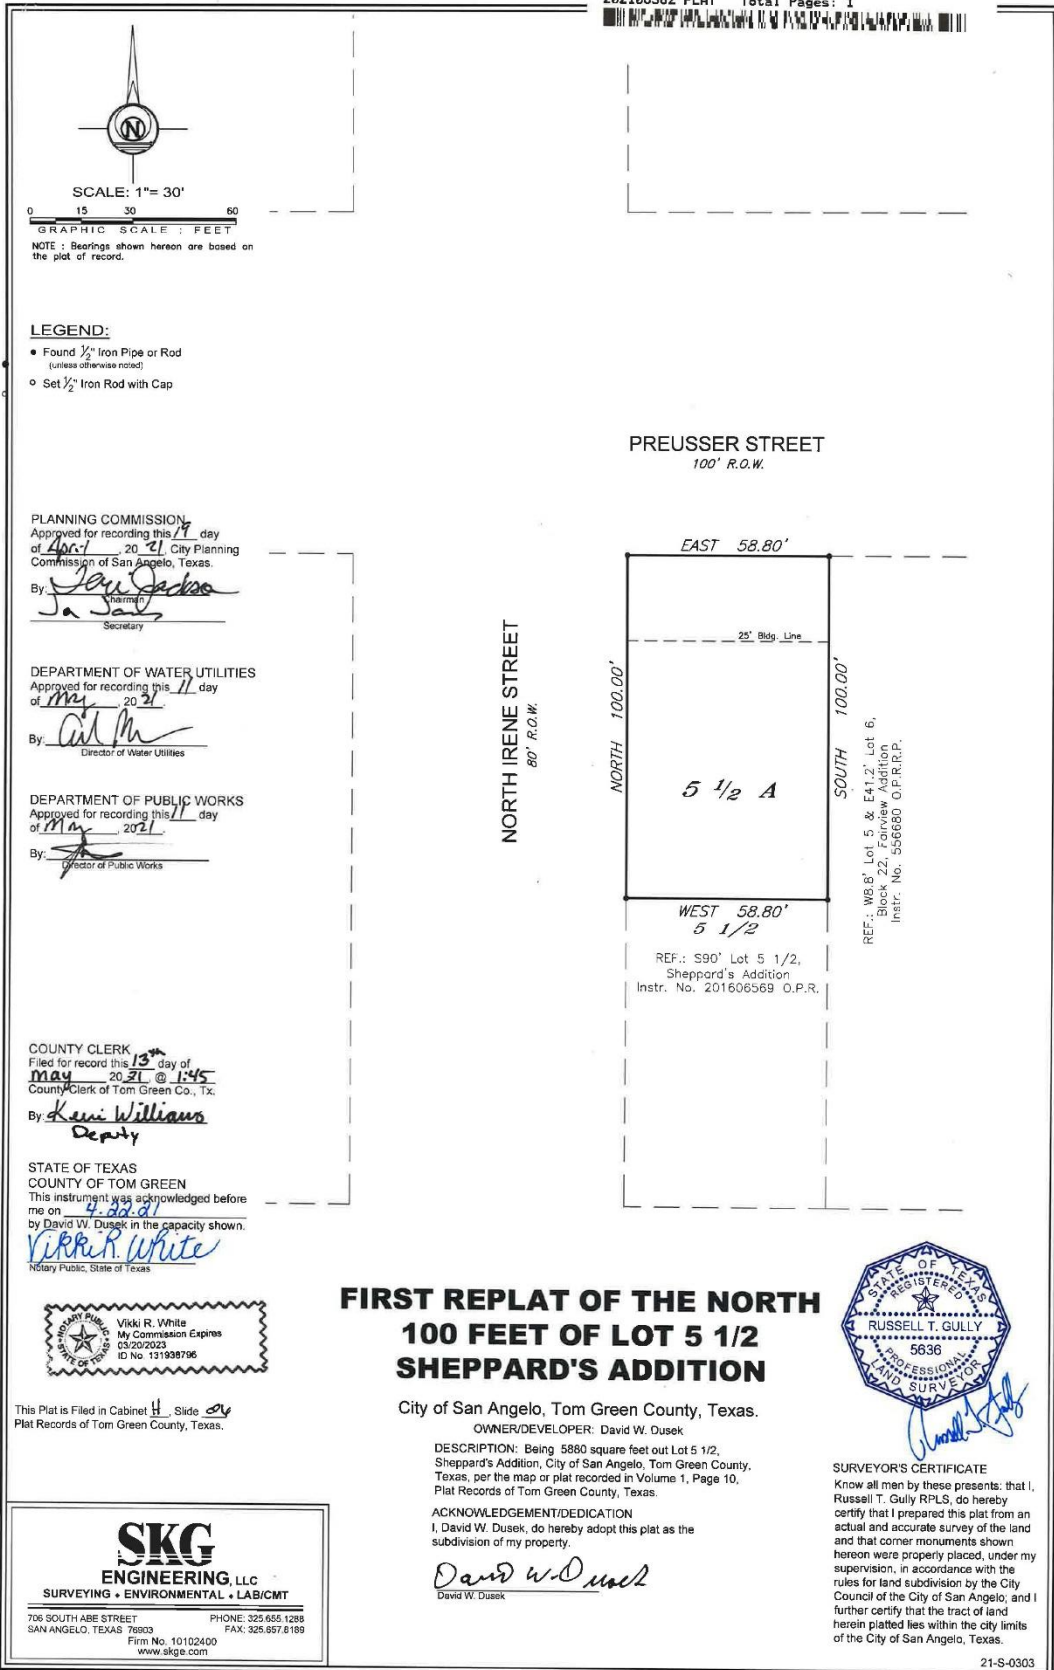 PLAT Total Pages: 1
N
SCALE: 1"= 30'
0 15 30 60
GRAPHIC SCALE : FEET
NOTE : Bearings shown hereon are based on
the plat of record.
LEGEND:
• Found 1/2" Iron Pipe or Rod
(unless otherwise noted)
o Set 1/2" Iron Rod with Cap
PREUSSER STREET
100' R.O.W.
NORTH IRENE STREET
80' R.O.W.
EAST 58.80'
25' Bldg. Line
NORTH 100.00'
SOUTH 100.00'
5 1/2 A
WEST 58.80'
5 1/2
REF.: S90' Lot 5 1/2,
Sheppard's Addition
Instr. No. 201606569 O.P.R.
REF.: W8.8' Lot 5 & E41.2' Lot 6,
Block 22, Fairview Addition
Instr. No. 556680 O.P.R.R.P.
PLANNING COMMISSION
Approved for recording this 19 day
of April, 20 21, City Planning
Commission of San Angelo, Texas.
By: Teri Jackson
Chairman
Secretary
DEPARTMENT OF WATER UTILITIES
Approved for recording this 11 day
of May, 20 21.
By:
Director of Water Utilities
DEPARTMENT OF PUBLIC WORKS
Approved for recording this 11 day
of May, 2021.
By:
Director of Public Works
COUNTY CLERK
Filed for record this 13th day of
May 20 21 @ 1:45
County Clerk of Tom Green Co., Tx.
By: Keri Williams
Deputy
STATE OF TEXAS
COUNTY OF TOM GREEN
This instrument was acknowledged before
me on 4.22.21
by David W. Dusek in the capacity shown.
Vikki R. White
Notary Public, State of Texas
NOTARY PUBLIC
STATE OF TEXAS
Vikki R. White
My Commission Expires
03/20/2023
ID No. 131938796
This Plat is Filed in Cabinet H, Slide
Plat Records of Tom Green County, Texas.
SKG
ENGINEERING, LLC
SURVEYING • ENVIRONMENTAL • LAB/CMT
706 SOUTH ABE STREET PHONE: 325.655.1288
SAN ANGELO, TEXAS 76903 FAX: 325.657.8189
Firm No. 10102400
www.skge.com
FIRST REPLAT OF THE NORTH
100 FEET OF LOT 5 1/2
SHEPPARD'S ADDITION
City of San Angelo, Tom Green County, Texas.
OWNER/DEVELOPER: David W. Dusek
DESCRIPTION: Being 5880 square feet out Lot 5 1/2,
Sheppard's Addition, City of San Angelo, Tom Green County,
Texas, per the map or plat recorded in Volume 1, Page 10,
Plat Records of Tom Green County, Texas.
ACKNOWLEDGEMENT/DEDICATION
I, David W. Dusek, do hereby adopt this plat as the
subdivision of my property.
David W. Dusek
David W. Dusek
STATE OF TEXAS
REGISTERED
RUSSELL T. GULLY
5636
PROFESSIONAL
LAND SURVEYOR
SURVEYOR'S CERTIFICATE
Know all men by these presents: that I,
Russell T. Gully RPLS, do hereby
certify that I prepared this plat from an
actual and accurate survey of the land
and that corner monuments shown
hereon were properly placed, under my
supervision, in accordance with the
rules for land subdivision by the City
Council of the City of San Angelo; and I
further certify that the tract of land
herein platted lies within the city limits
of the City of San Angelo, Texas.
21-S-0303